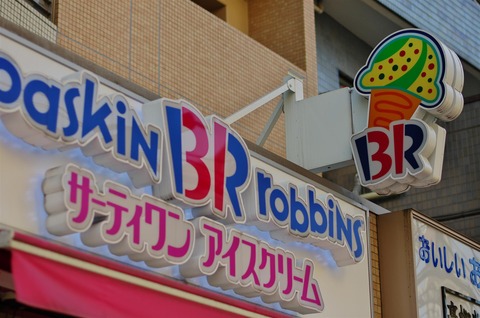 baskin BR robbins
サーティワン アイスクリーム
BR
おいしい お